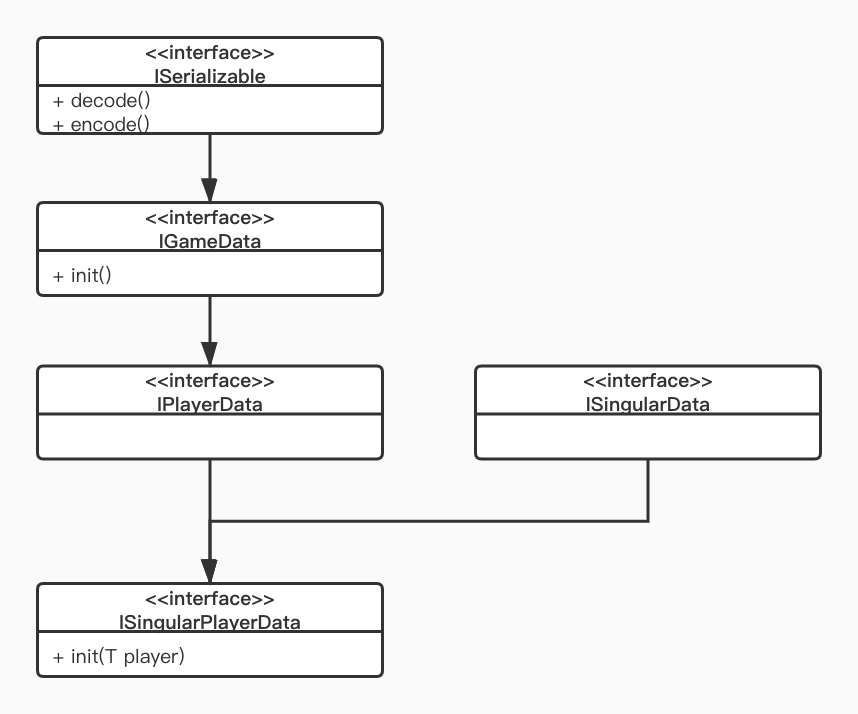 <<interface>>
ISerializable
+ decode()
+ encode()
<<interface>>
IGameData
+ init()
<<interface>>
IPlayerData
<<interface>>
ISingularData
<<interface>>
ISingularPlayerData
+ init(T player)